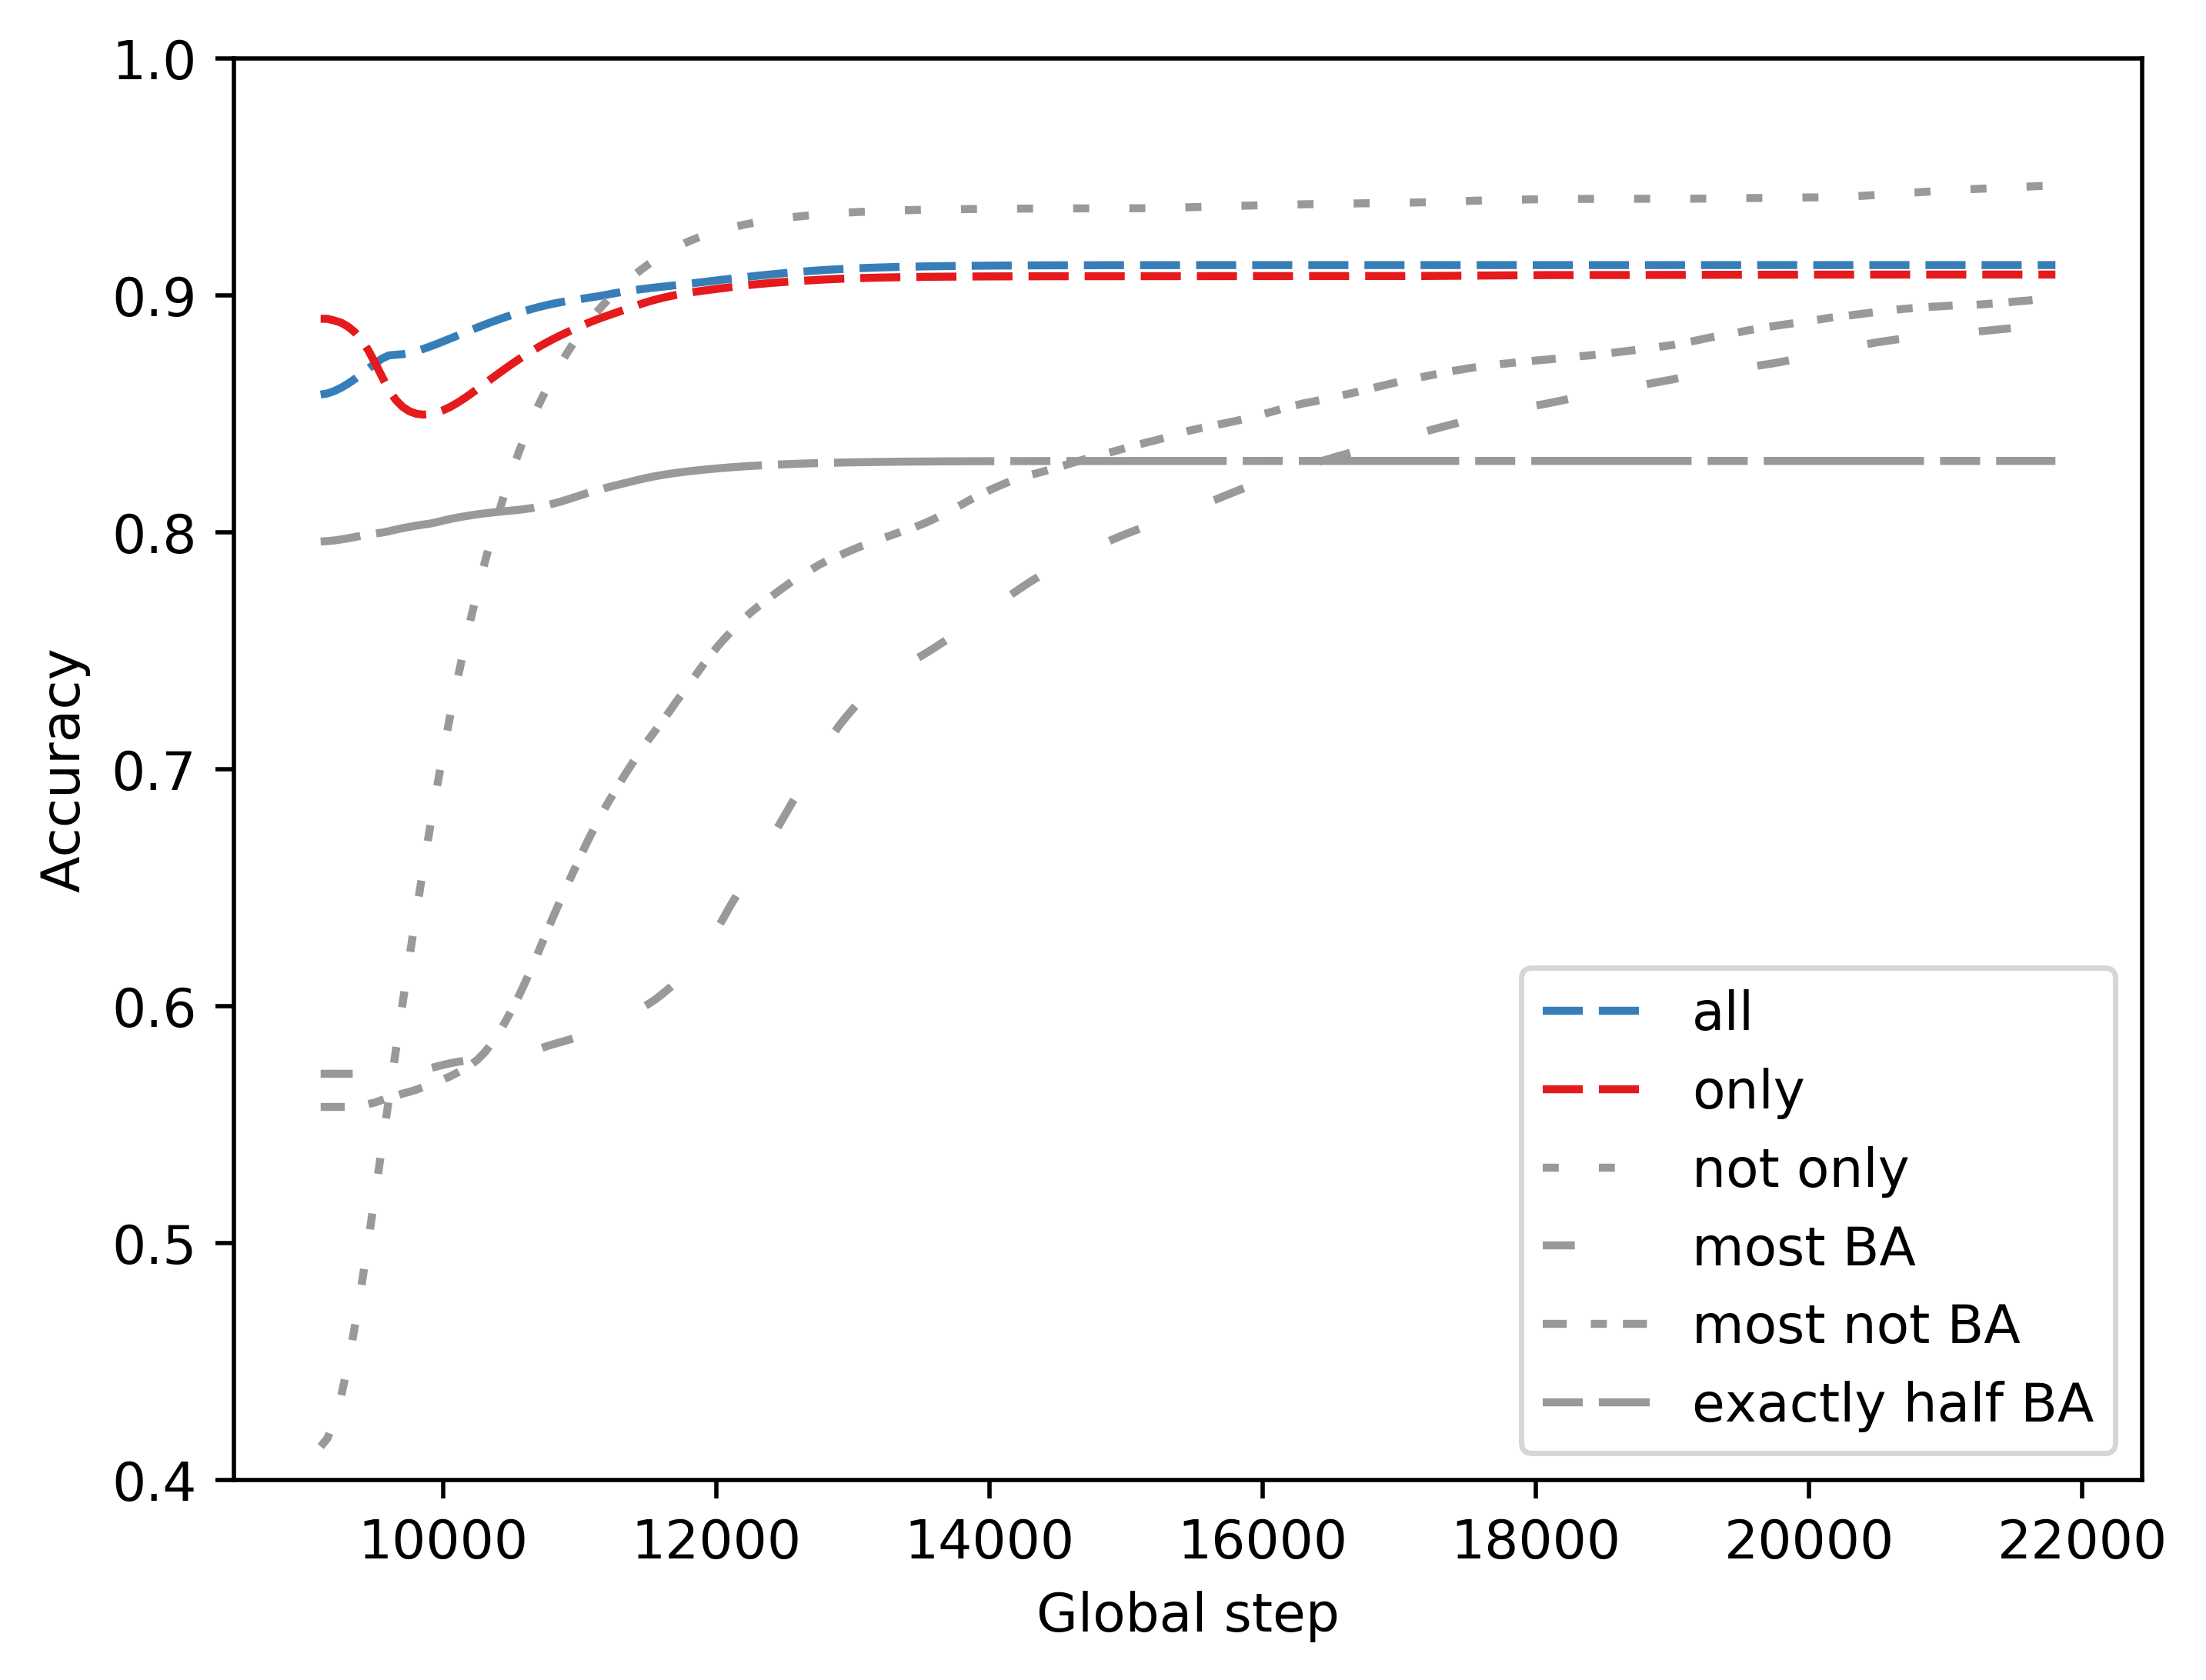 1.0
0.9
0.8
0.7
0.6
0.5
0.4
Accuracy
10000 12000 14000 16000 18000 20000 22000
Global step
all
only
not only
most BA
most not BA
exactly half BA